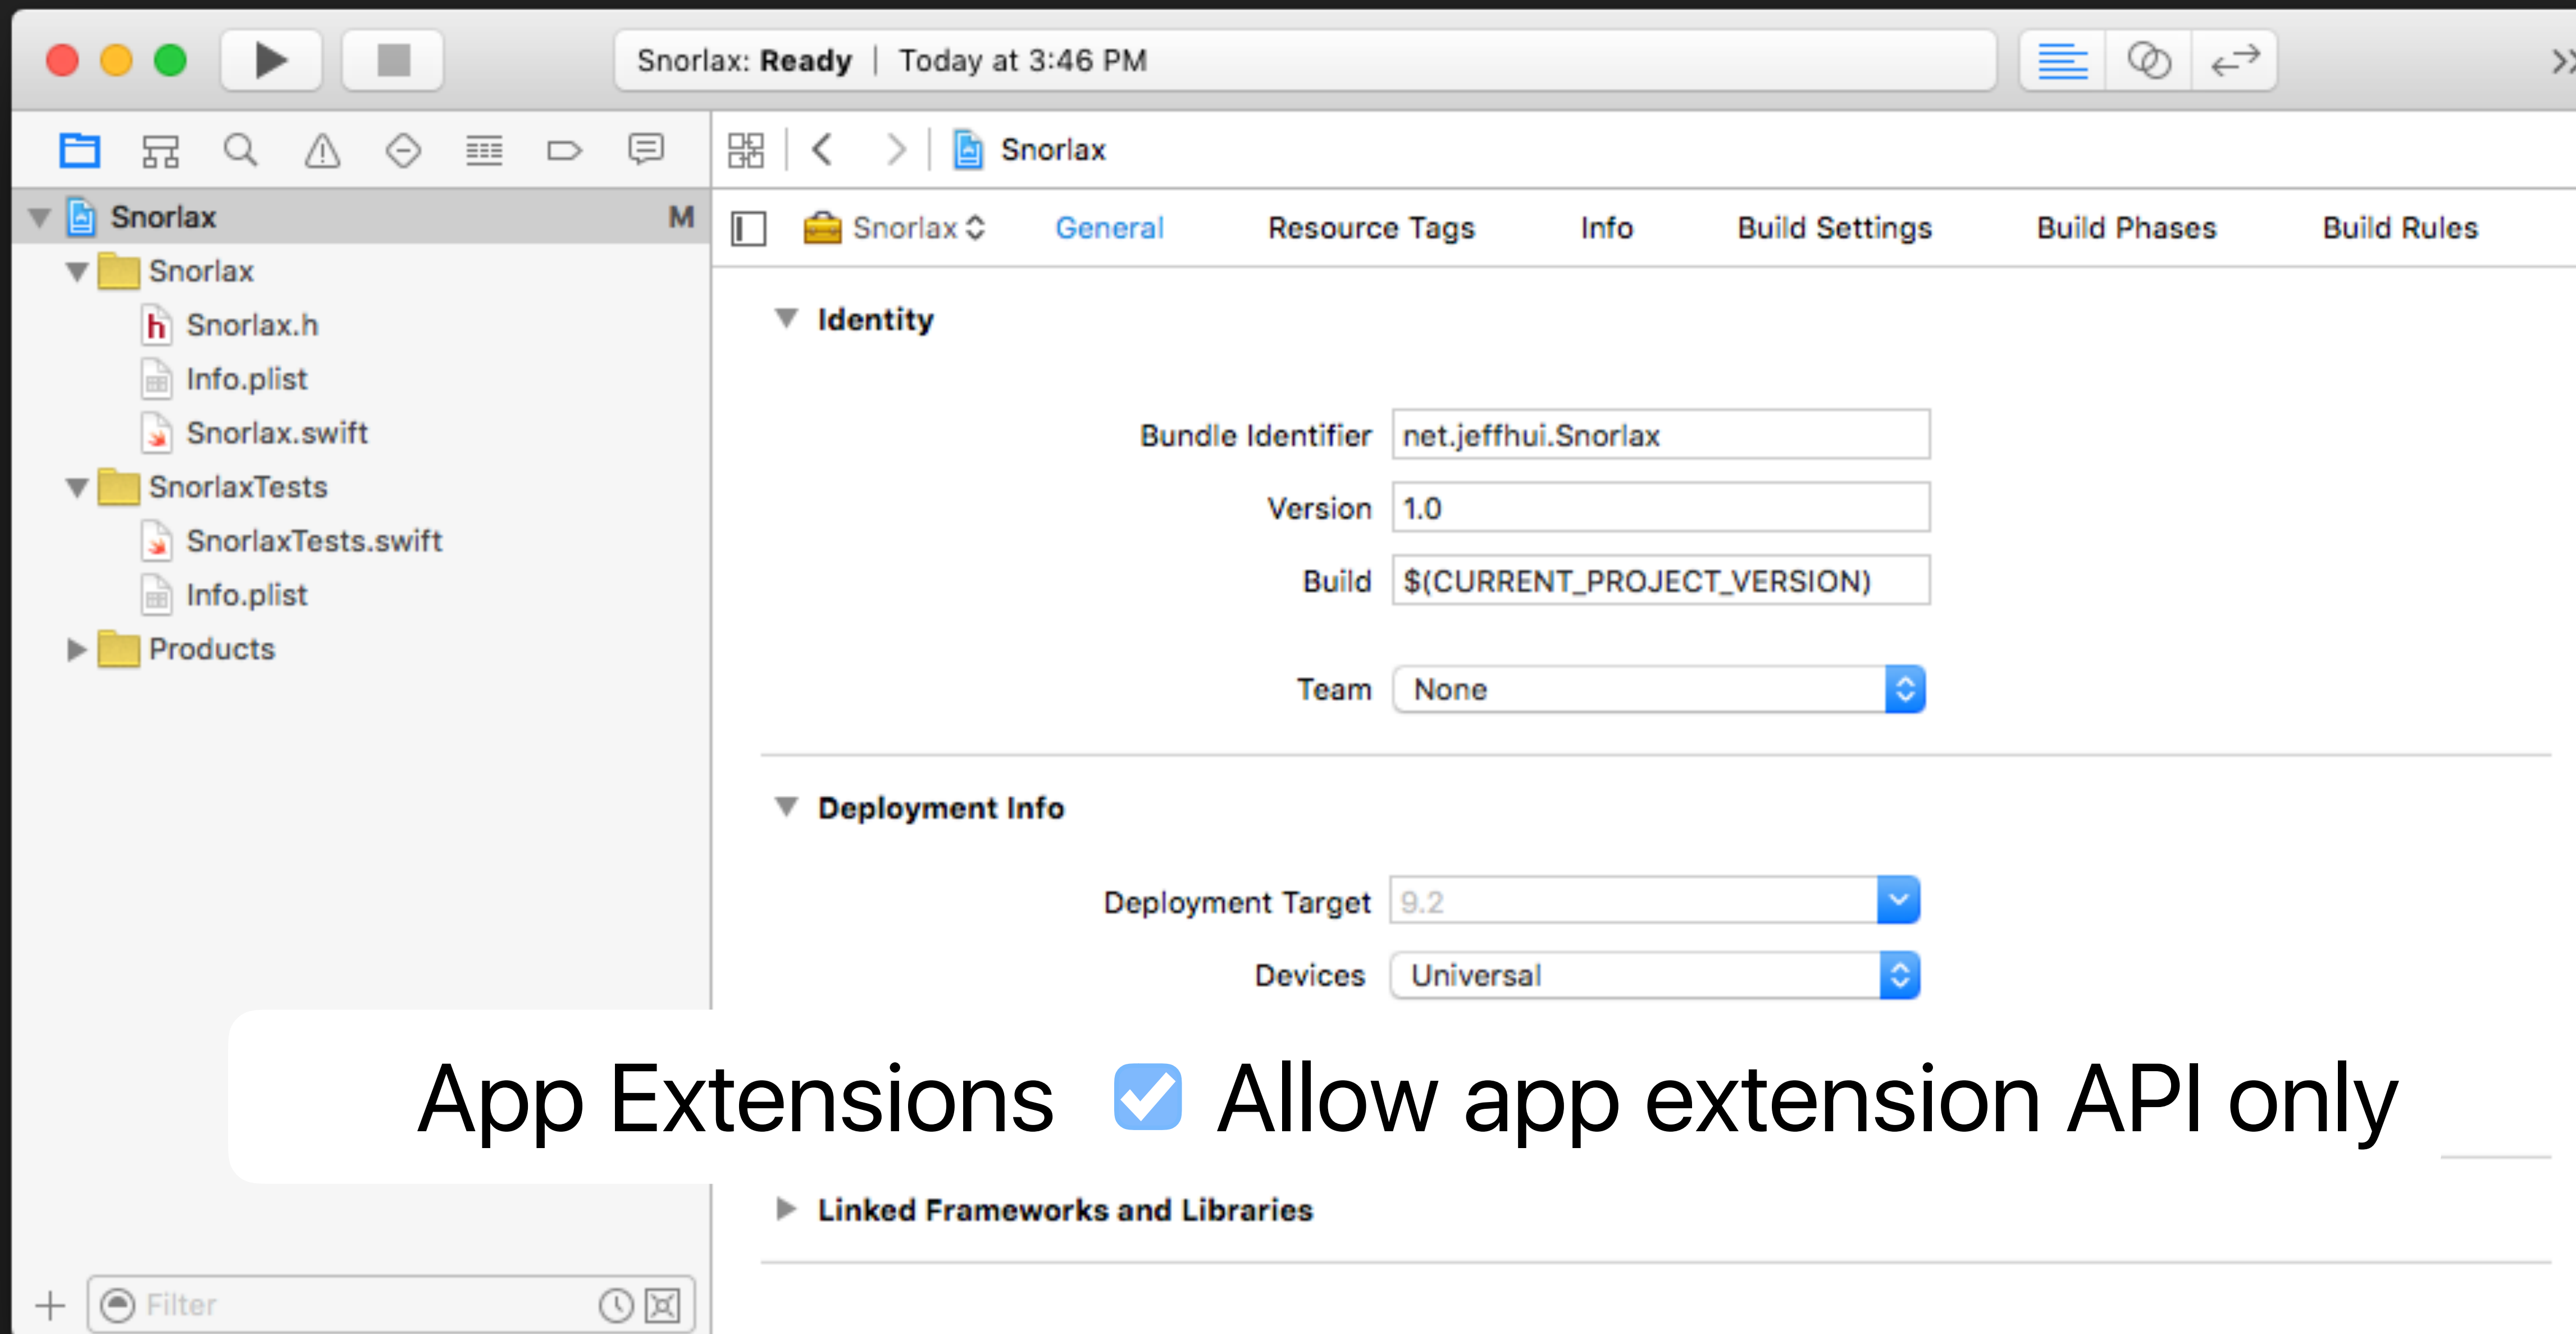 Snorlax: Ready | Today at 3:46 PM
Snorlax
Snorlax M
Snorlax
Snorlax.h
Info.plist
Snorlax.swift
SnorlaxTests
SnorlaxTests.swift
Info.plist
Products
Filter
Snorlax General Resource Tags Info Build Settings Build Phases Build Rules
Identity
Bundle Identifier net.jeffhui.Snorlax
Version 1.0
Build $(CURRENT_PROJECT_VERSION)
Team None
Deployment Info
Deployment Target 9.2
Devices Universal
App Extensions Allow app extension API only
Linked Frameworks and Libraries